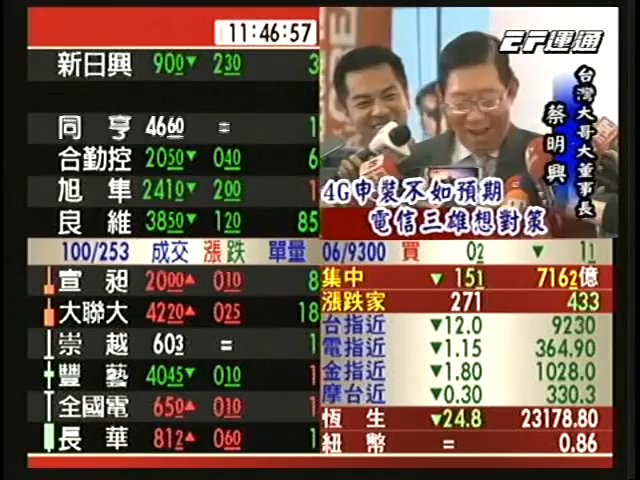 11:46:57
新日興 900▼ 230 3
同亨 4660 = 1
合勤控 2050▼ 040 6
旭隼 2410▼ 200 1
良維 3850▼ 120 85
100/253 成交 漲跌 單量
宣昶 2000▲ 010 8
大聯大 4220▲ 025 18
崇越 603 = 1
豐藝 4045▼ 010 1
全國電 650▲ 010 1
長華 812▲ 060 1
運通
台灣大哥大董事長
蔡明興
4G申裝不如預期
電信三雄想對策
06/9300 買 02 ▼ 11
集中 ▼ 151 7162億
漲跌家 271 433
台指近 ▼12.0 9230
電指近 ▼1.15 364.90
金指近 ▼1.80 1028.0
摩台近 ▼0.30 330.3
恆生 ▼24.8 23178.80
紐幣 = 0.86